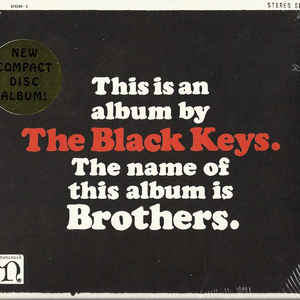 STEREO
NEW
COMPACT
DISC
ALBUM!
This is an
album by
The Black Keys.
The name of
this album is
Brothers.
nonesuch
n.